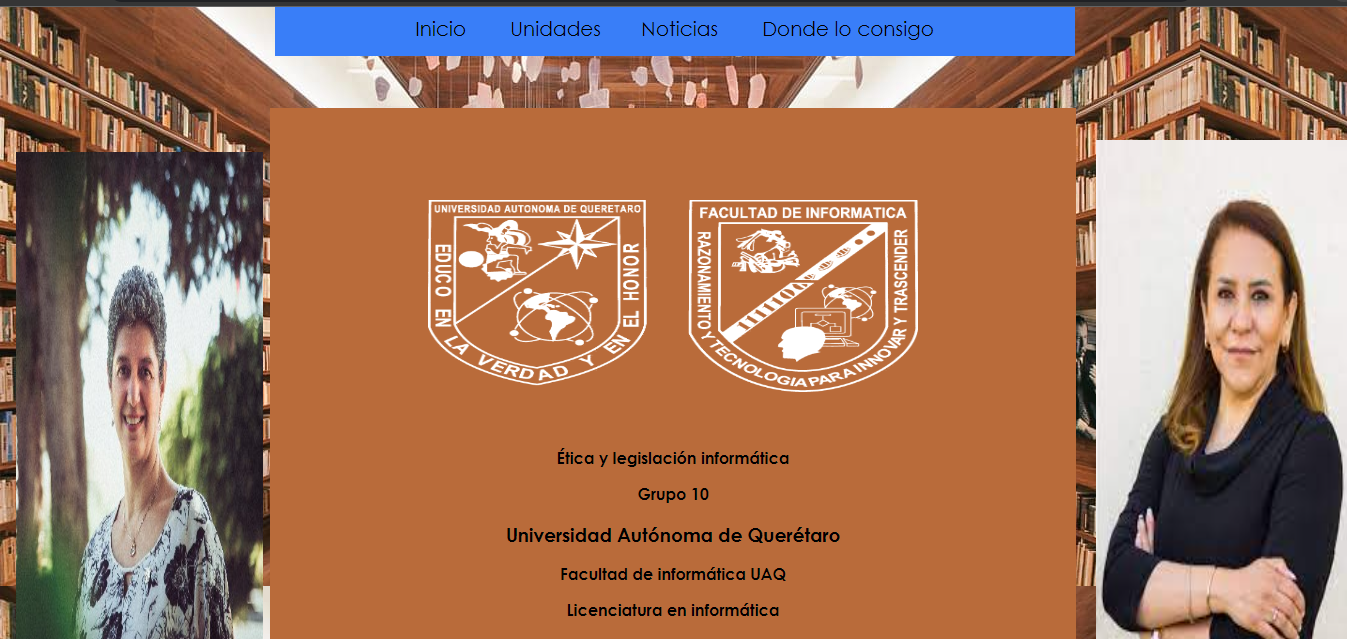 Inicio Unidades Noticias Donde lo consigo
UNIVERSIDAD AUTONOMA DE QUERETARO
EDUCO EN LA VERDAD Y EN EL HONOR
FACULTAD DE INFORMATICA
RAZONAMIENTO Y TECNOLOGIA PARA INNOVAR Y TRASCENDER
Ética y legislación informática
Grupo 10
Universidad Autónoma de Querétaro
Facultad de informática UAQ
Licenciatura en informática